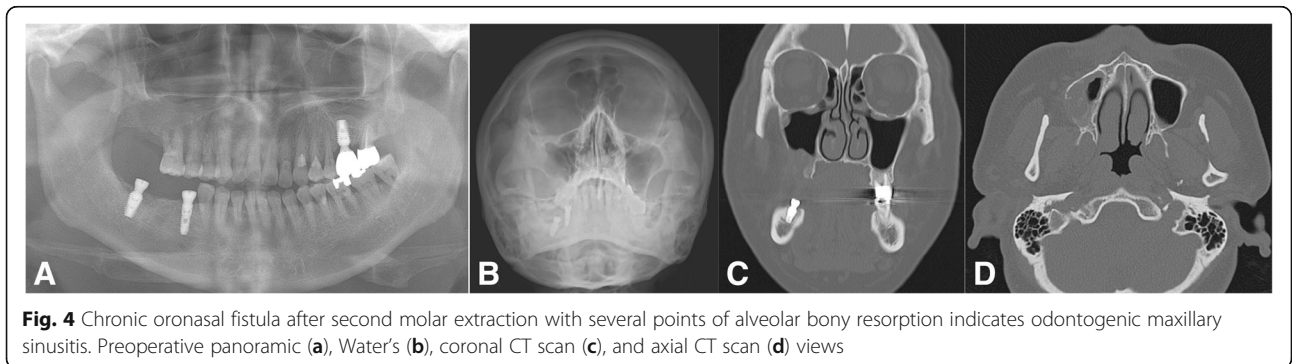 A
B
C
D
Fig. 4 Chronic oronasal fistula after second molar extraction with several points of alveolar bony resorption indicates odontogenic maxillary
sinusitis. Preoperative panoramic (a), Water's (b), coronal CT scan (c), and axial CT scan (d) views